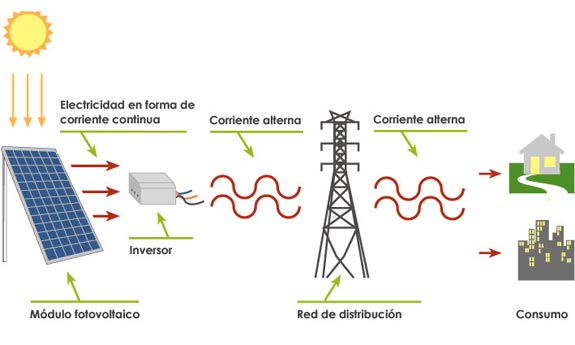 Electricidad en forma de
corriente continua
Corriente alterna
Corriente alterna
Inversor
Módulo fotovoltaico
Red de distribución
Consumo